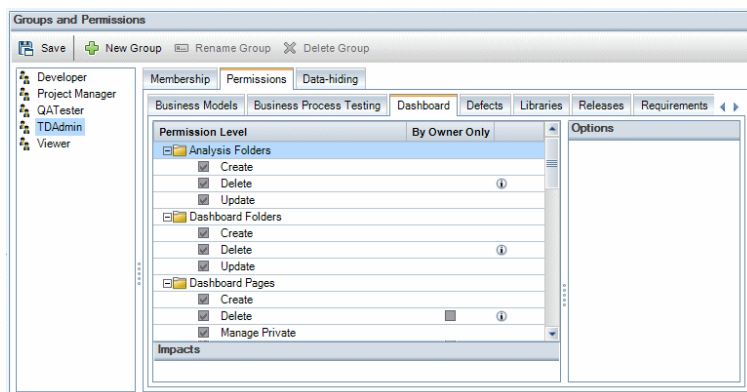 Groups and Permissions
Save New Group Rename Group Delete Group
Developer
Project Manager
QATester
TDAdmin
Viewer
Membership Permissions Data-hiding
Business Models Business Process Testing Dashboard Defects Libraries Releases Requirements
Permission Level By Owner Only
Analysis Folders
Create
Delete
Update
Dashboard Folders
Create
Delete
Update
Dashboard Pages
Create
Delete
Manage Private
Impacts
Options